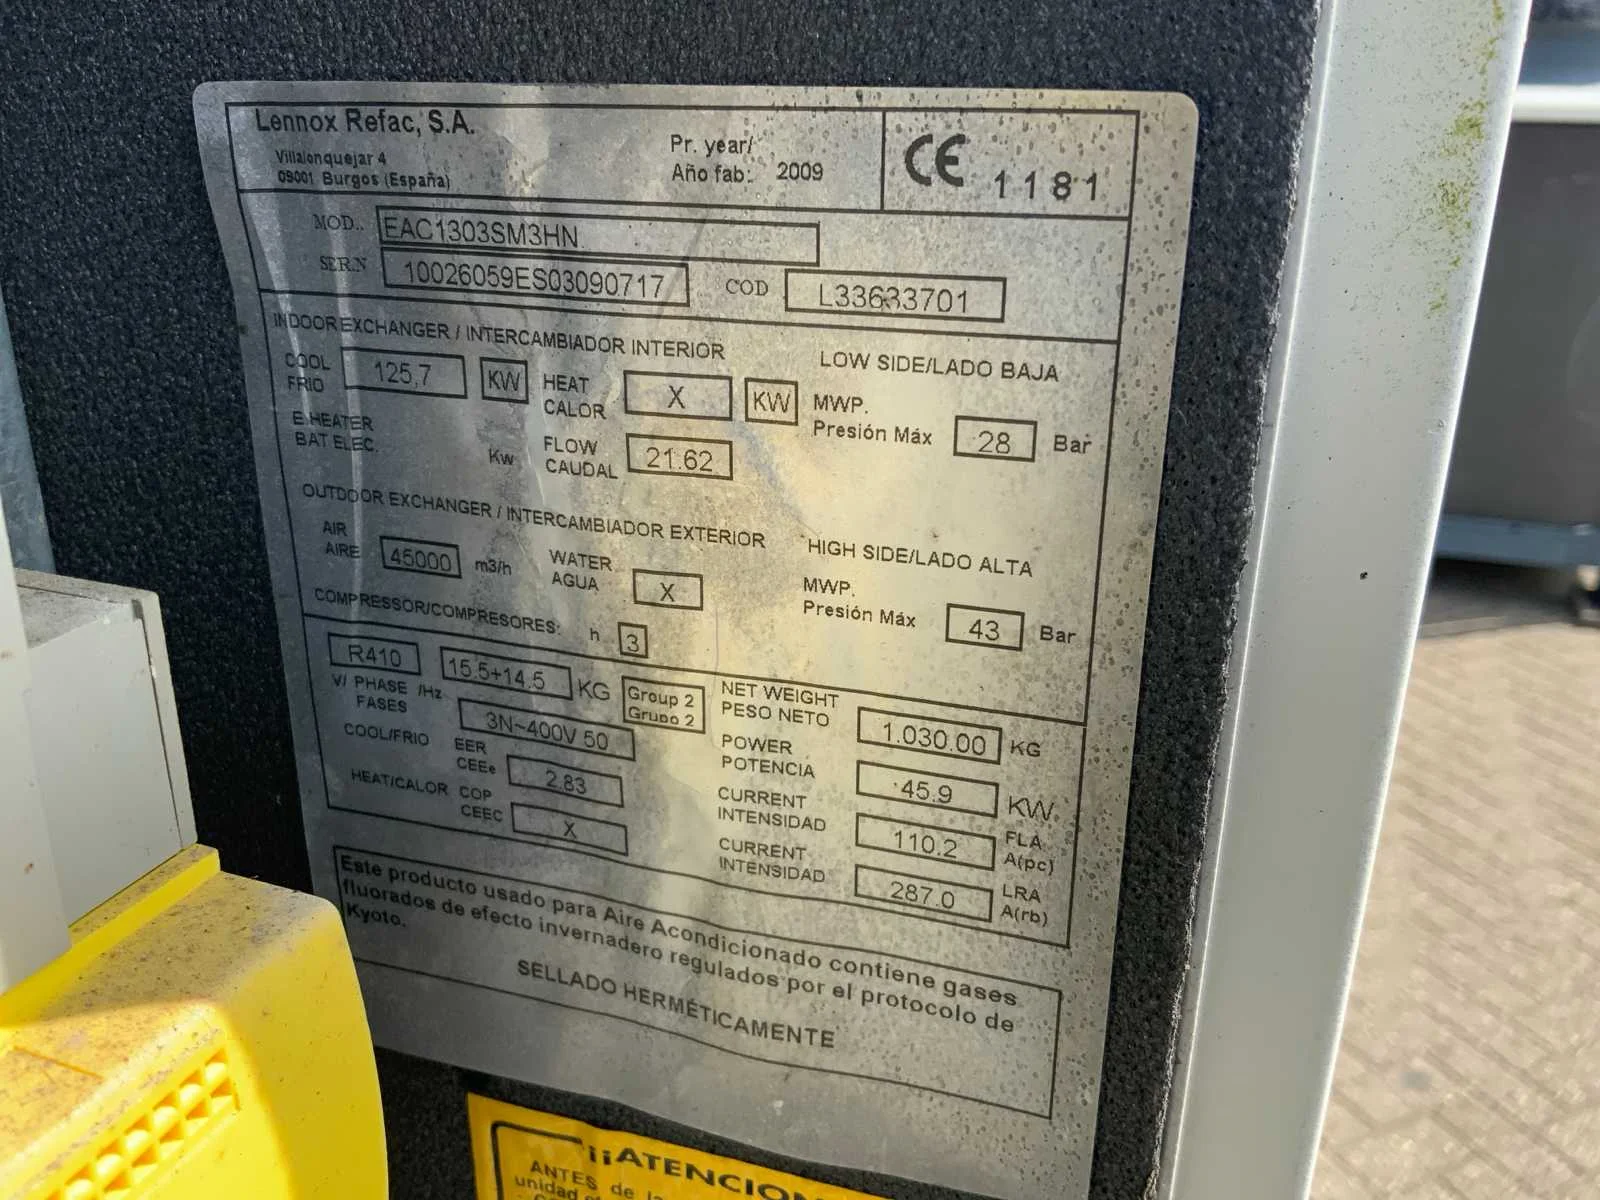 Lennox Refac, S.A.
Villalonquejar 4
09001 Burgos (España)
Pr. year/
Año fab: 2009
CE 1181
MOD.. EAC1303SM3HN
SER.N 10026059ES03090717 COD L33633701
INDOOR EXCHANGER / INTERCAMBIADOR INTERIOR
COOL
FRIO 125,7 KW
HEAT
CALOR X KW
E.HEATER
BAT ELEC. Kw
FLOW
CAUDAL 21.62
LOW SIDE/LADO BAJA
MWP.
Presión Máx 28 Bar
OUTDOOR EXCHANGER / INTERCAMBIADOR EXTERIOR
AIR
AIRE 45000 m3/h
WATER
AGUA X
HIGH SIDE/LADO ALTA
MWP.
Presión Máx 43 Bar
COMPRESSOR/COMPRESORES: h 3
R410 15.5+14.5 KG
Group 2
Grupo 2
V/ PHASE /Hz
FASES 3N~400V 50
COOL/FRIO EER
CEEe 2.83
HEAT/CALOR COP
CEEC X
NET WEIGHT
PESO NETO 1.030.00 KG
POWER
POTENCIA 45.9 KW
CURRENT
INTENSIDAD 110.2 FLA
A(pc)
CURRENT
INTENSIDAD 287.0 LRA
A(rb)
Este producto usado para Aire Acondicionado contiene gases
fluorados de efecto invernadero regulados por el protocolo de
Kyoto.
SELLADO HERMÉTICAMENTE
¡¡ATENCION
ANTES de la
unidad